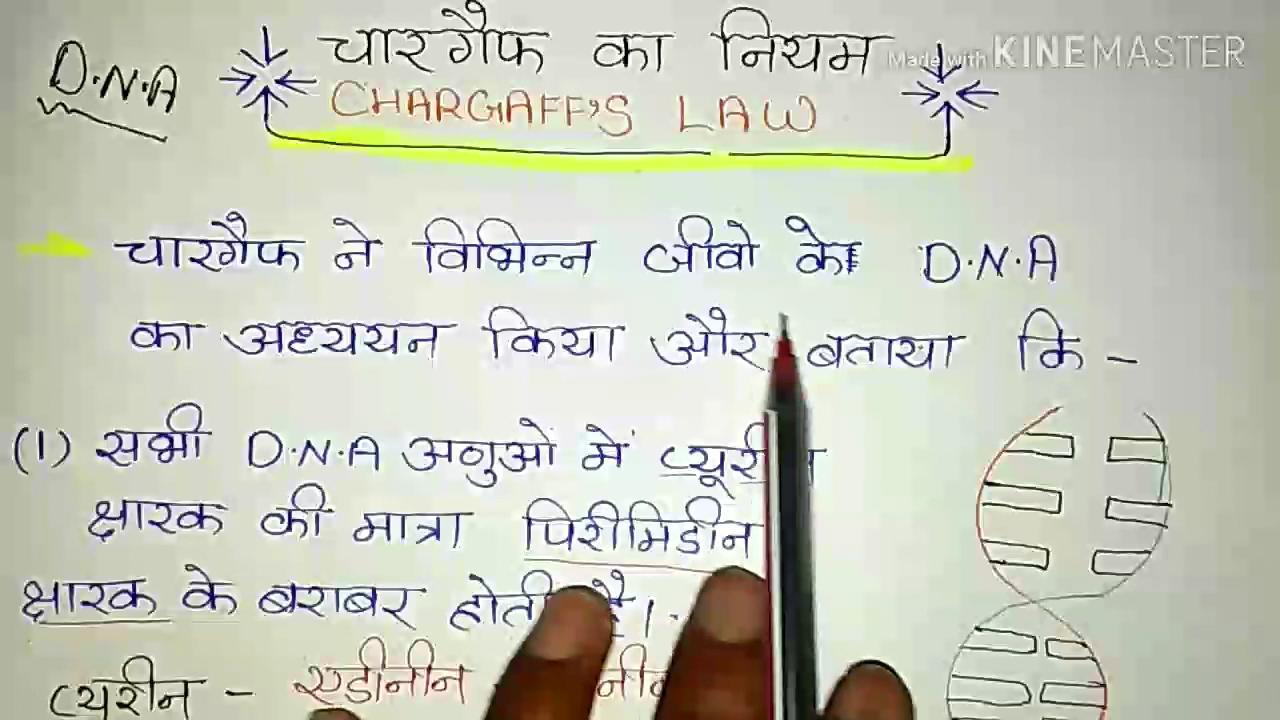 D.N.A
चारगैफ का नियम
Made with KINEMASTER
CHARGAFF'S LAW
चारगैफ ने विभिन्न जीवो के D.N.A
का अध्ययन किया और बताया कि -
(1) सभी D.N.A अणुओं में
क्षारक की मात्रा पिरीमिडीन
क्षारक के बराबर होती है।
प्यूरीन - एडीनीन